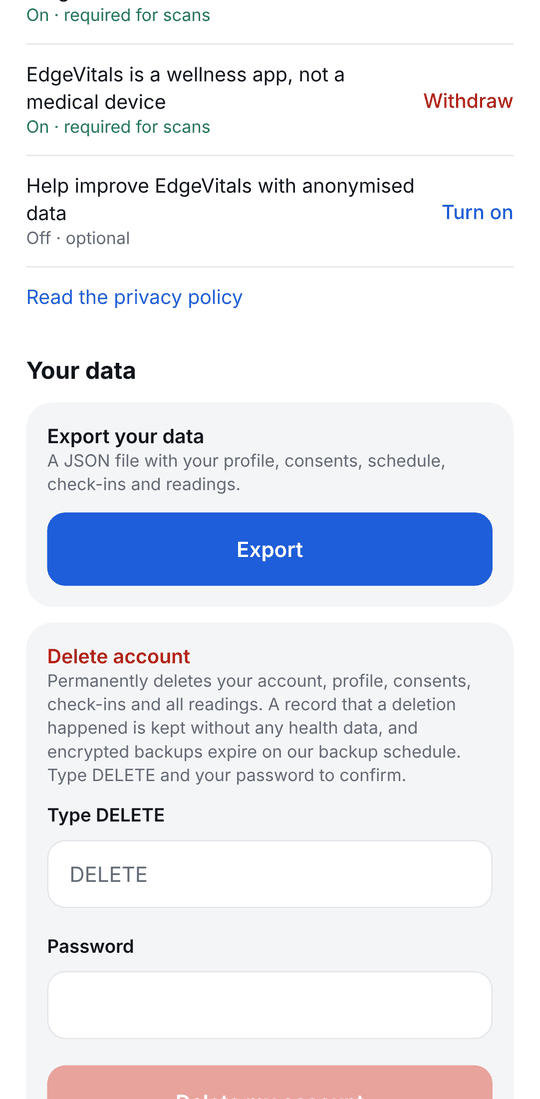 On · required for scans
EdgeVitals is a wellness app, not a
medical device
On · required for scans
Withdraw
Help improve EdgeVitals with anonymised
data
Off · optional
Turn on
Read the privacy policy
Your data
Export your data
A JSON file with your profile, consents, schedule,
check-ins and readings.
Export
Delete account
Permanently deletes your account, profile, consents,
check-ins and all readings. A record that a deletion
happened is kept without any health data, and
encrypted backups expire on our backup schedule.
Type DELETE and your password to confirm.
Type DELETE
DELETE
Password
Delete my account